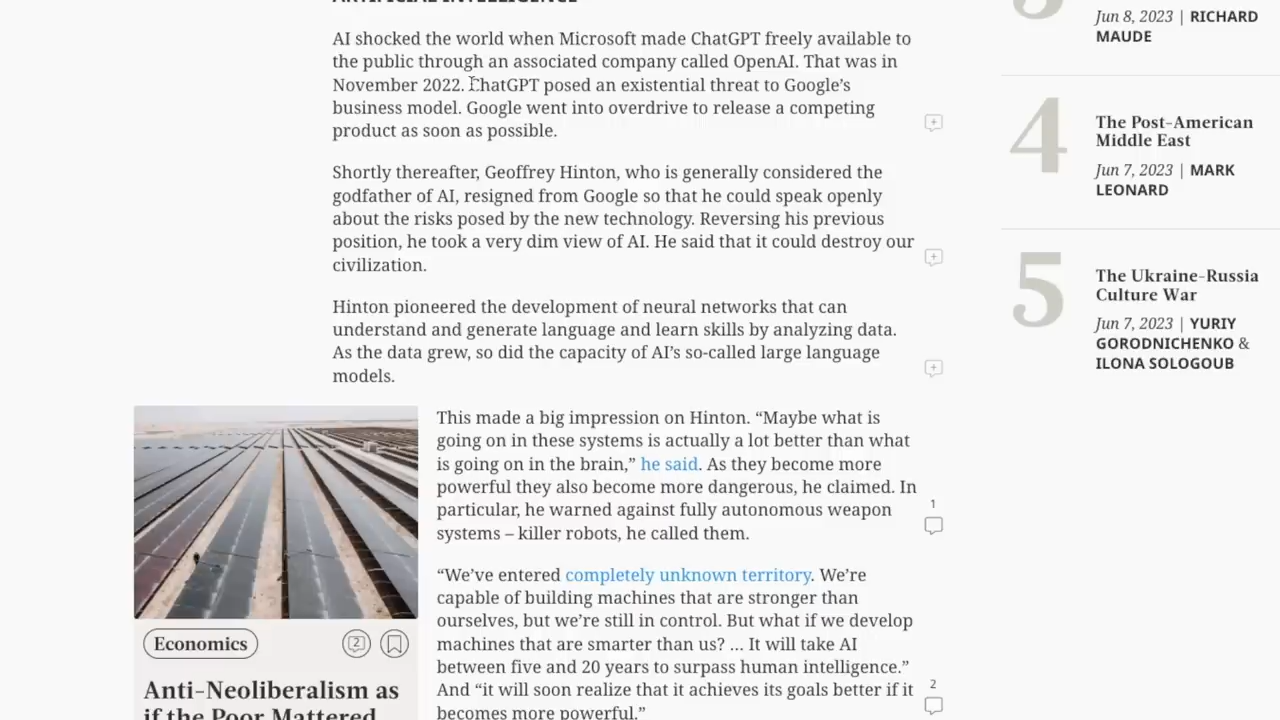 ARTIFICIAL INTELLIGENCE
AI shocked the world when Microsoft made ChatGPT freely available to
the public through an associated company called OpenAI. That was in
November 2022. ChatGPT posed an existential threat to Google’s
business model. Google went into overdrive to release a competing
product as soon as possible.
Shortly thereafter, Geoffrey Hinton, who is generally considered the
godfather of AI, resigned from Google so that he could speak openly
about the risks posed by the new technology. Reversing his previous
position, he took a very dim view of AI. He said that it could destroy our
civilization.
Hinton pioneered the development of neural networks that can
understand and generate language and learn skills by analyzing data.
As the data grew, so did the capacity of AI’s so-called large language
models.
This made a big impression on Hinton. “Maybe what is
going on in these systems is actually a lot better than what
is going on in the brain,” he said. As they become more
powerful they also become more dangerous, he claimed. In
particular, he warned against fully autonomous weapon
systems – killer robots, he called them.
1
“We’ve entered completely unknown territory. We’re
capable of building machines that are stronger than
ourselves, but we’re still in control. But what if we develop
machines that are smarter than us? … It will take AI
between five and 20 years to surpass human intelligence.”
And “it will soon realize that it achieves its goals better if it
becomes more powerful.”
2
Economics
2
Anti-Neoliberalism as
if the Poor Mattered
3
Jun 8, 2023 | RICHARD
MAUDE
4
The Post-American
Middle East
Jun 7, 2023 | MARK
LEONARD
5
The Ukraine-Russia
Culture War
Jun 7, 2023 | YURIY
GORODNICHENKO &
ILONA SOLOGOUB